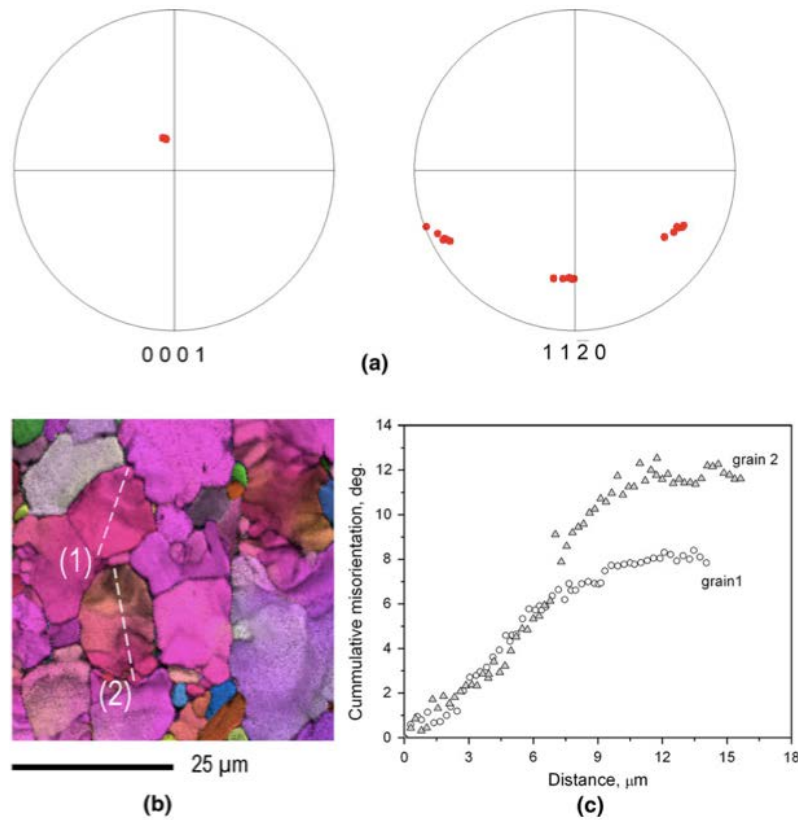 0 0 0 1
1 1 2̅ 0
(a)
(1)
(2)
25 μm
(b)
14
12
10
8
6
4
2
0
Cummulative misorientation, deg.
grain 2
grain1
0 3 6 9 12 15 18
Distance, μm
(c)